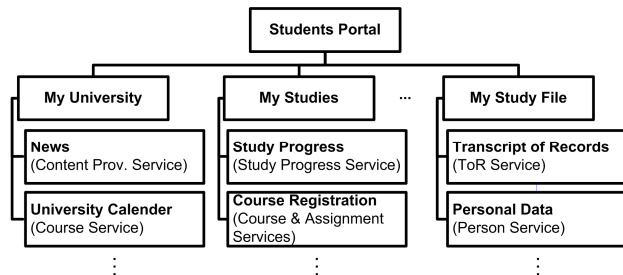 Students Portal
My University
My Studies
...
My Study File
News
(Content Prov. Service)
Study Progress
(Study Progress Service)
Transcript of Records
(ToR Service)
University Calender
(Course Service)
Course Registration
(Course & Assignment
Services)
Personal Data
(Person Service)